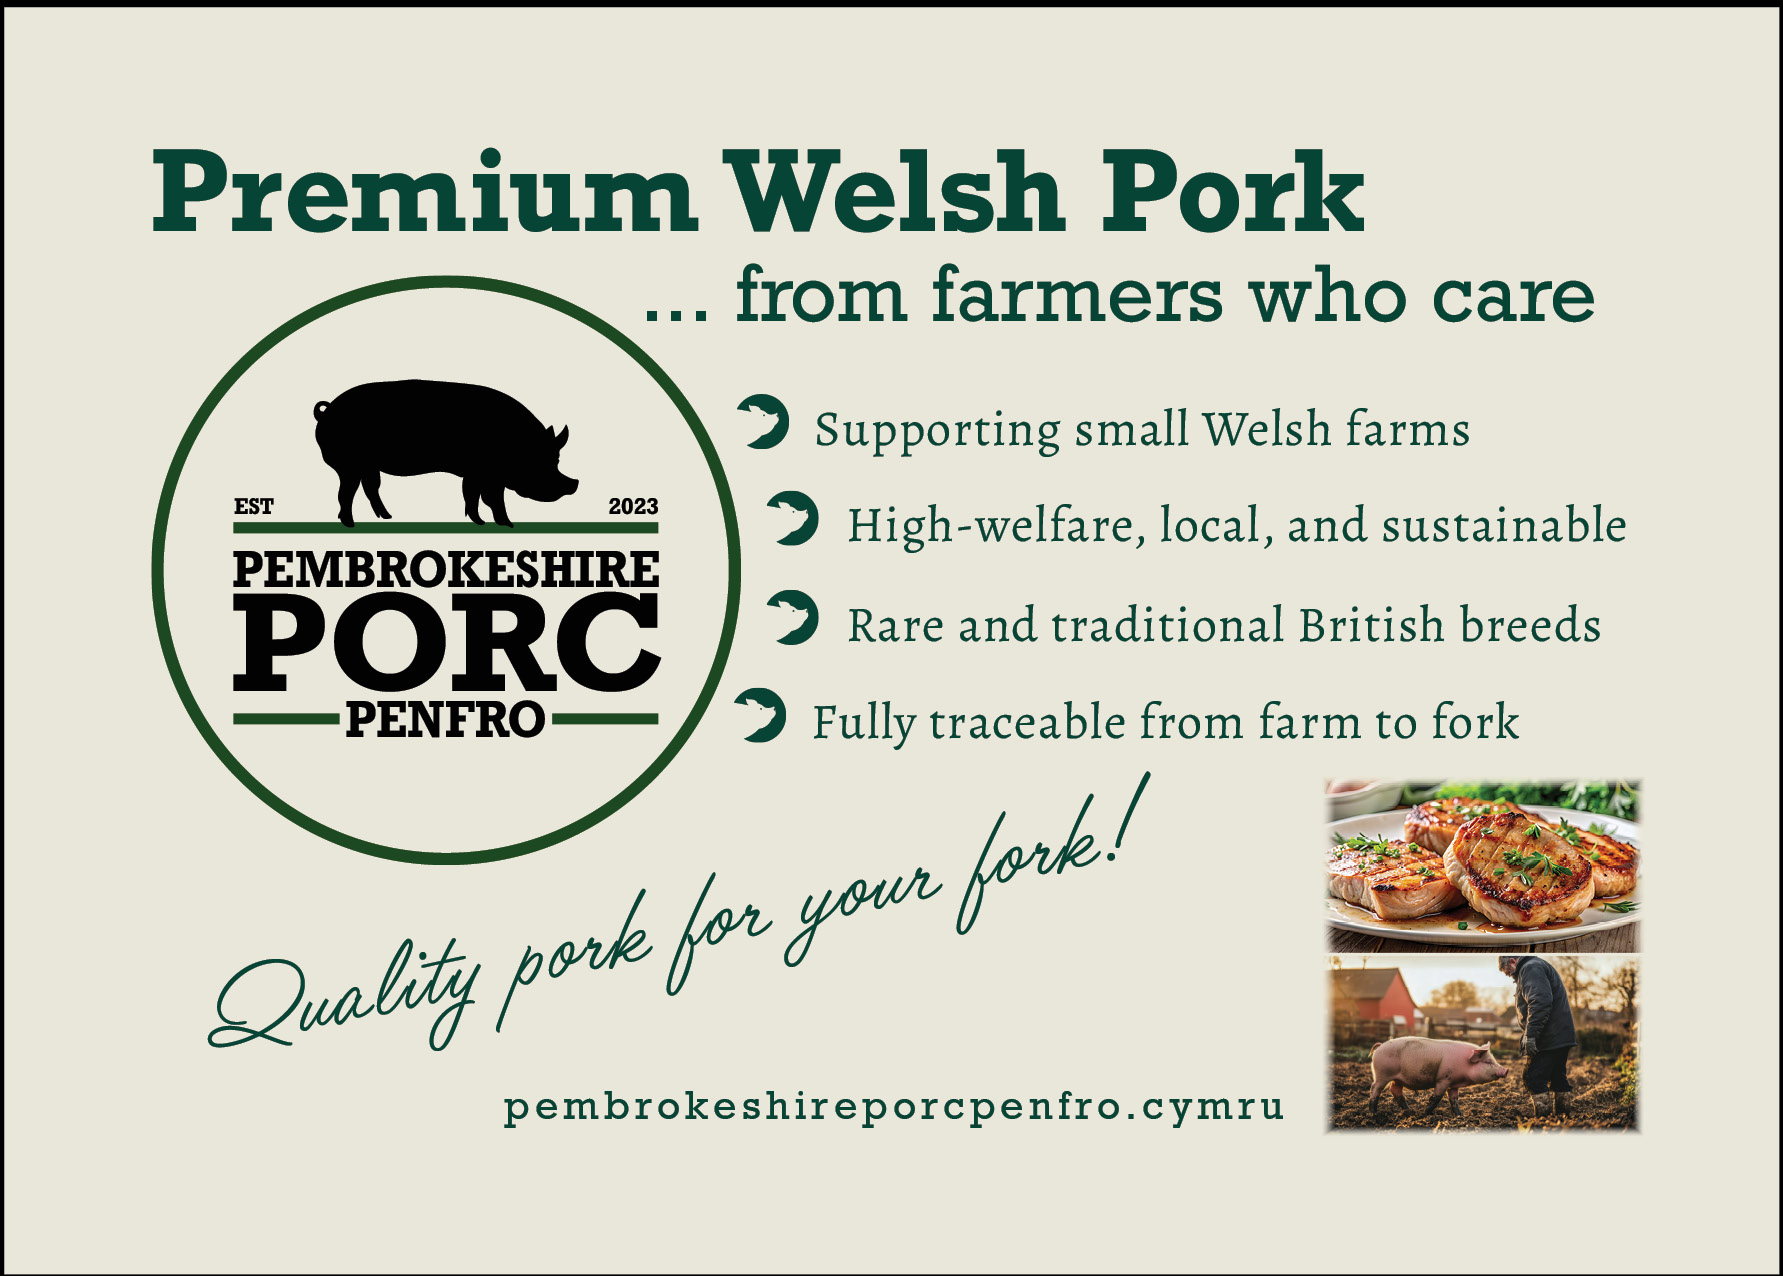 Premium Welsh Pork
... from farmers who care
EST 2023
PEMBROKESHIRE
PORC
PENFRO
Supporting small Welsh farms
High-welfare, local, and sustainable
Rare and traditional British breeds
Fully traceable from farm to fork
Quality pork for your fork!
pembrokeshireporcpenfro.cymru